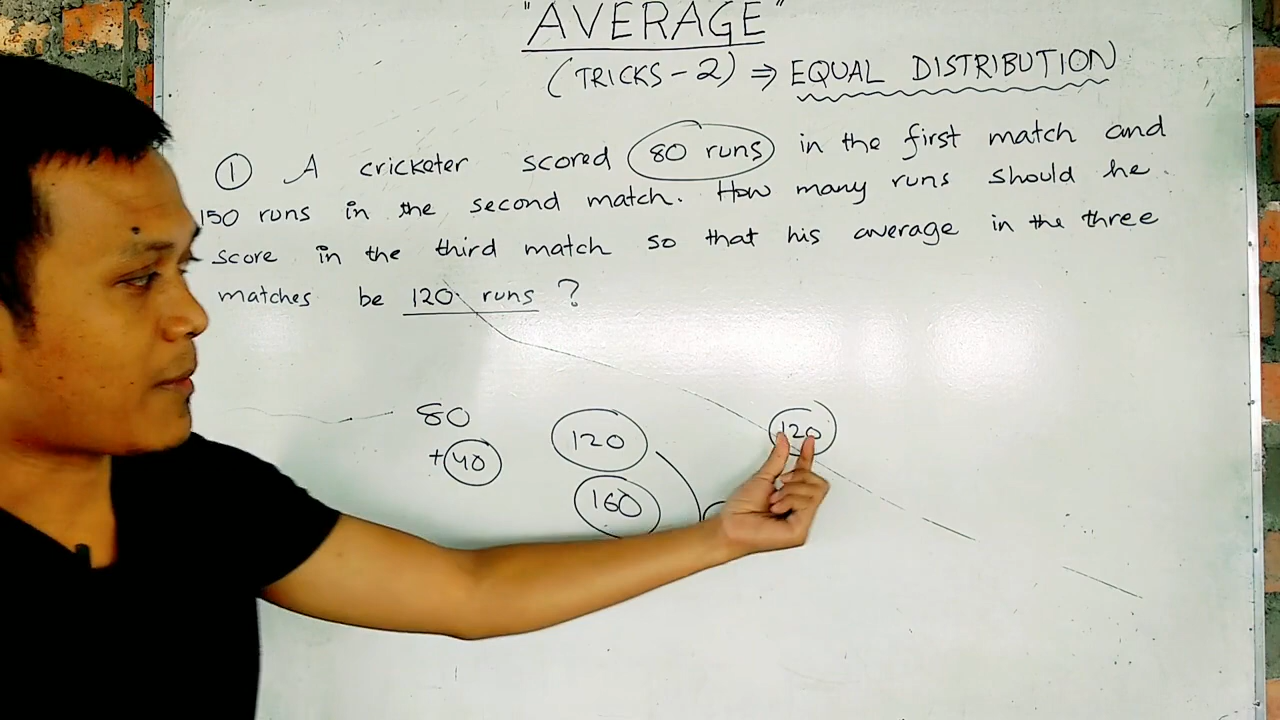 "AVERAGE"
(TRICKS - 2) ⇒ EQUAL DISTRIBUTION
① A cricketer scored 80 runs in the first match and
150 runs in the second match. How many runs should he
score in the third match so that his average in the three
matches be 120 runs ?
80 120 120
+40 160